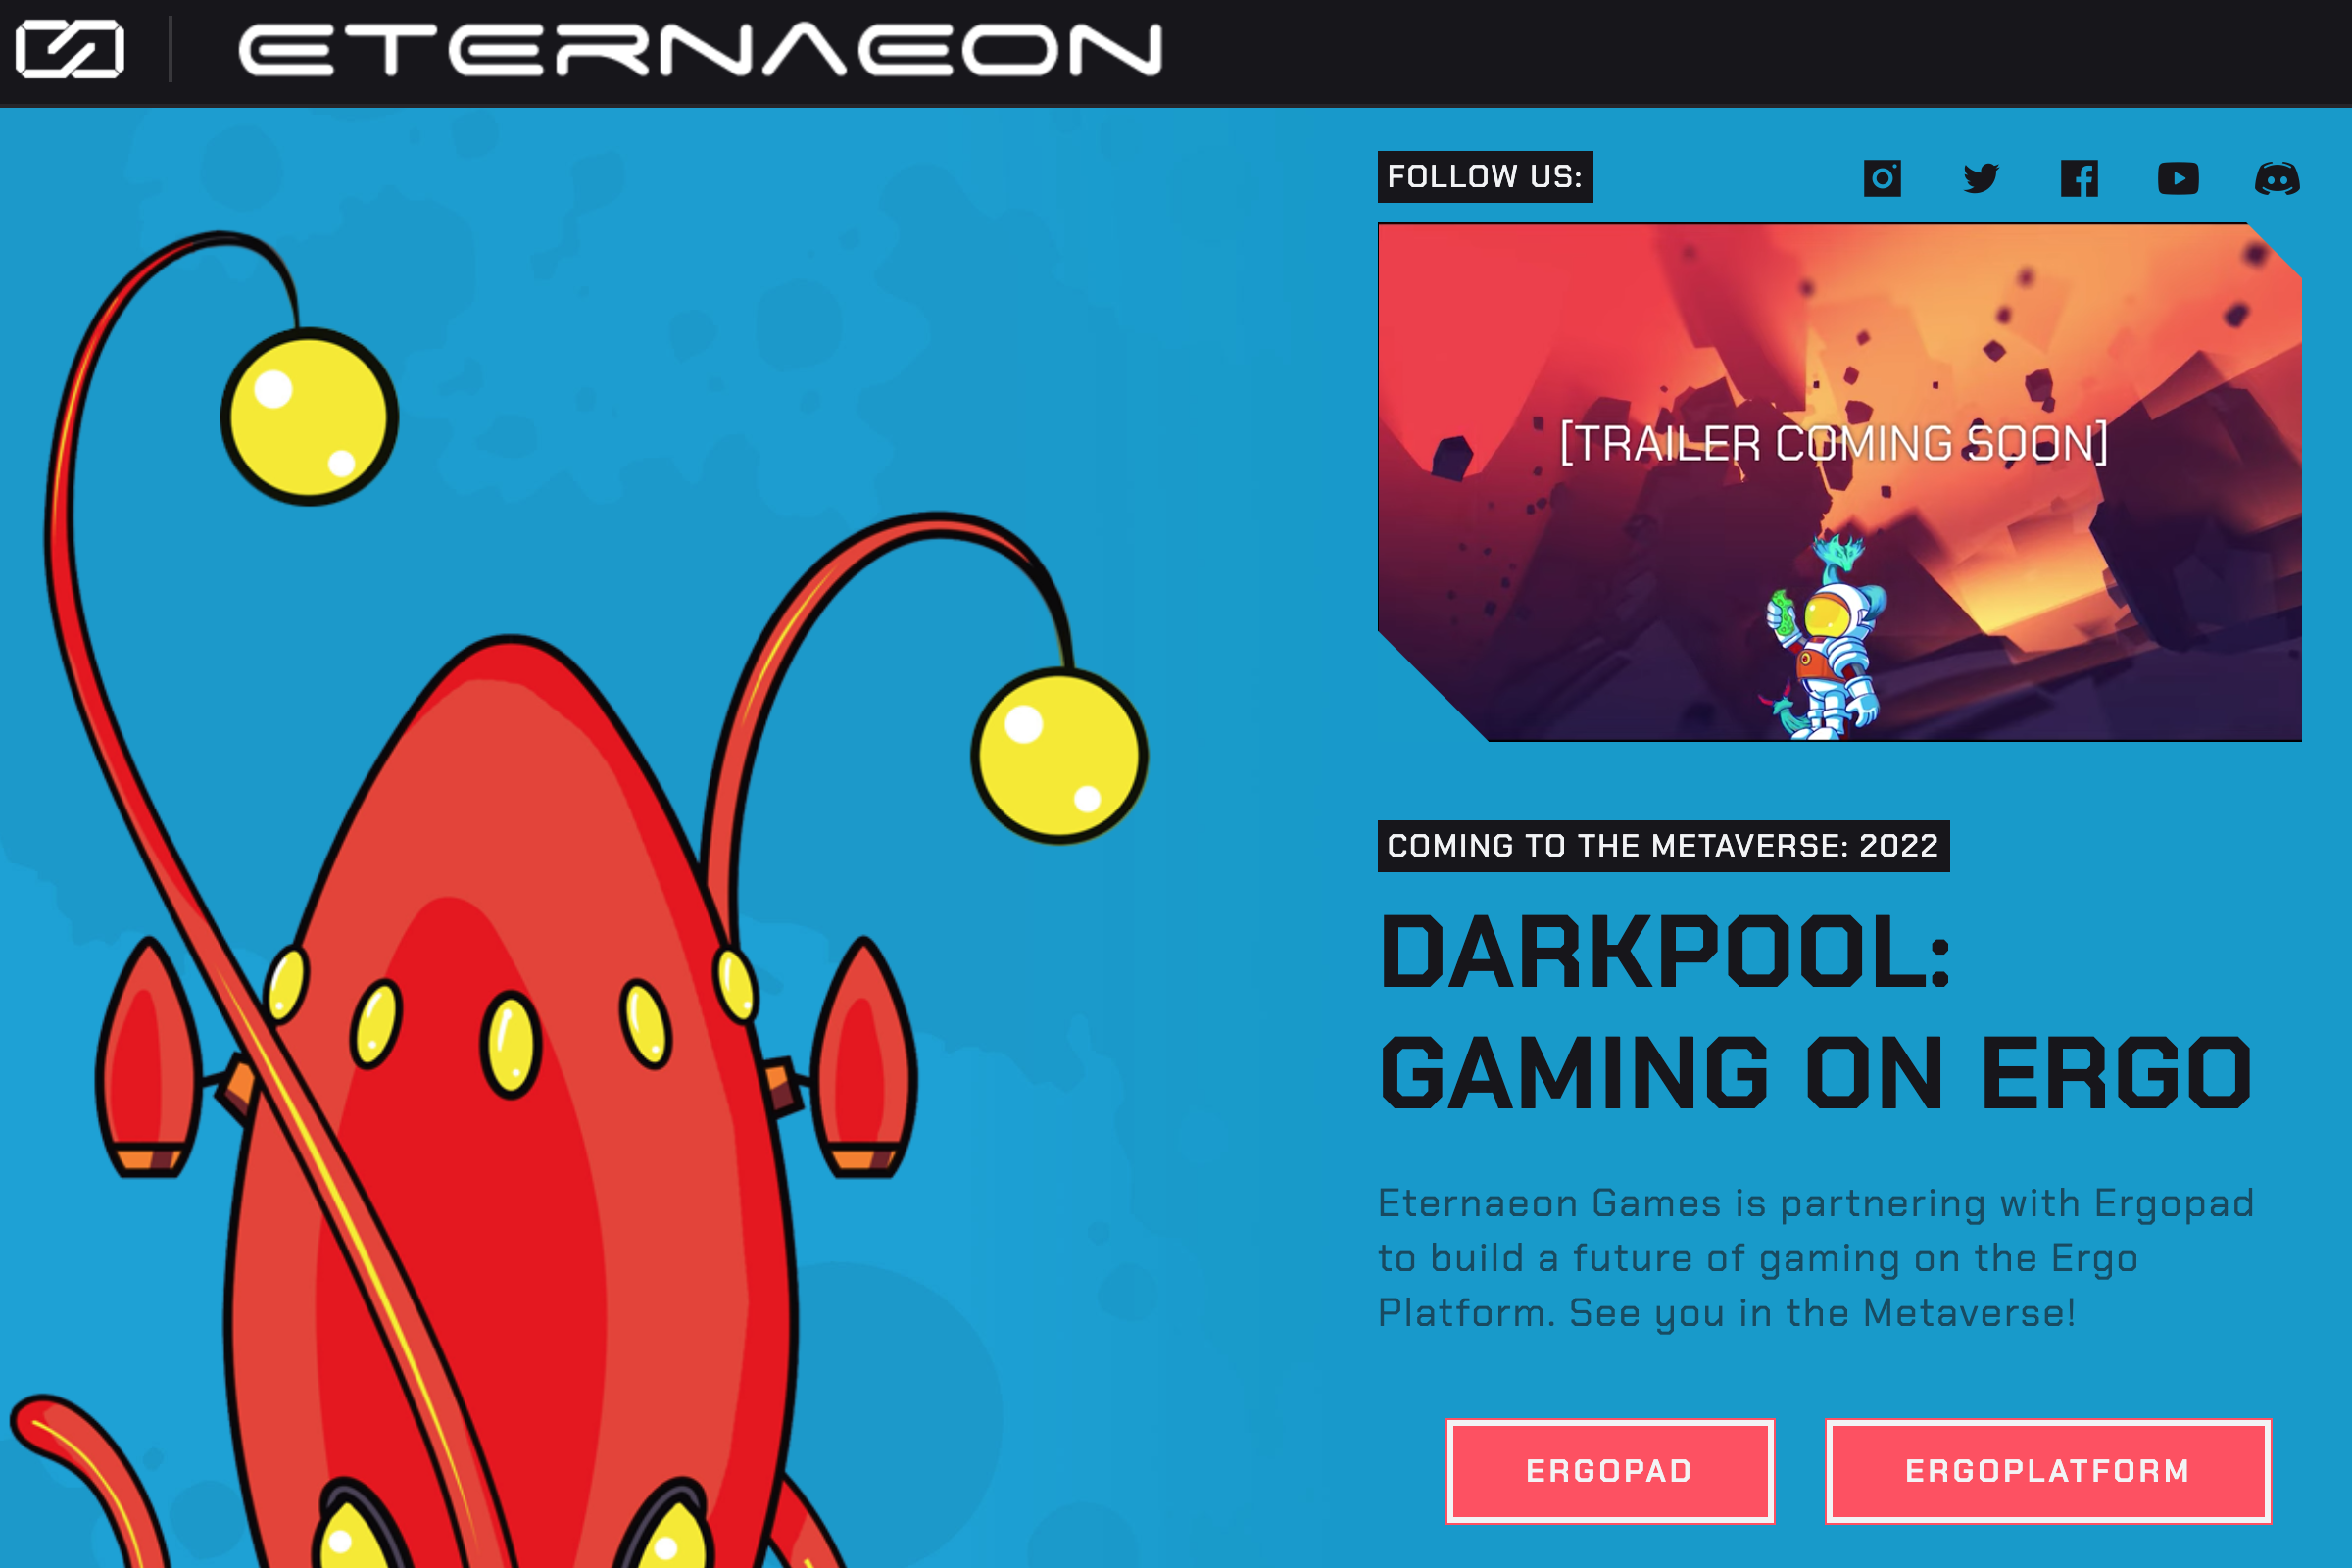 ETERNAEON
FOLLOW US:
[TRAILER COMING SOON]
COMING TO THE METAVERSE: 2022
DARKPOOL:
GAMING ON ERGO
Eternaeon Games is partnering with Ergopad
to build a future of gaming on the Ergo
Platform. See you in the Metaverse!
ERGOPAD
ERGOPLATFORM